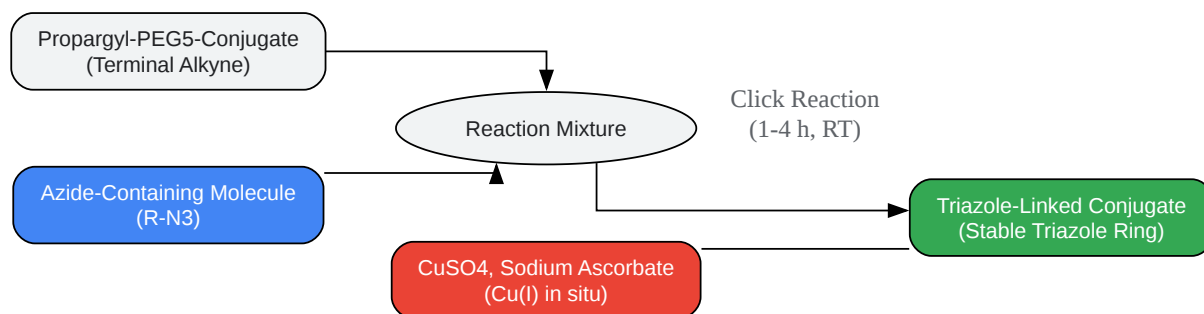 Propargyl-PEG5-Conjugate
(Terminal Alkyne)
Reaction Mixture
Click Reaction
(1-4 h, RT)
Azide-Containing Molecule
(R-N3)
Triazole-Linked Conjugate
(Stable Triazole Ring)
CuSO4, Sodium Ascorbate
(Cu(I) in situ)